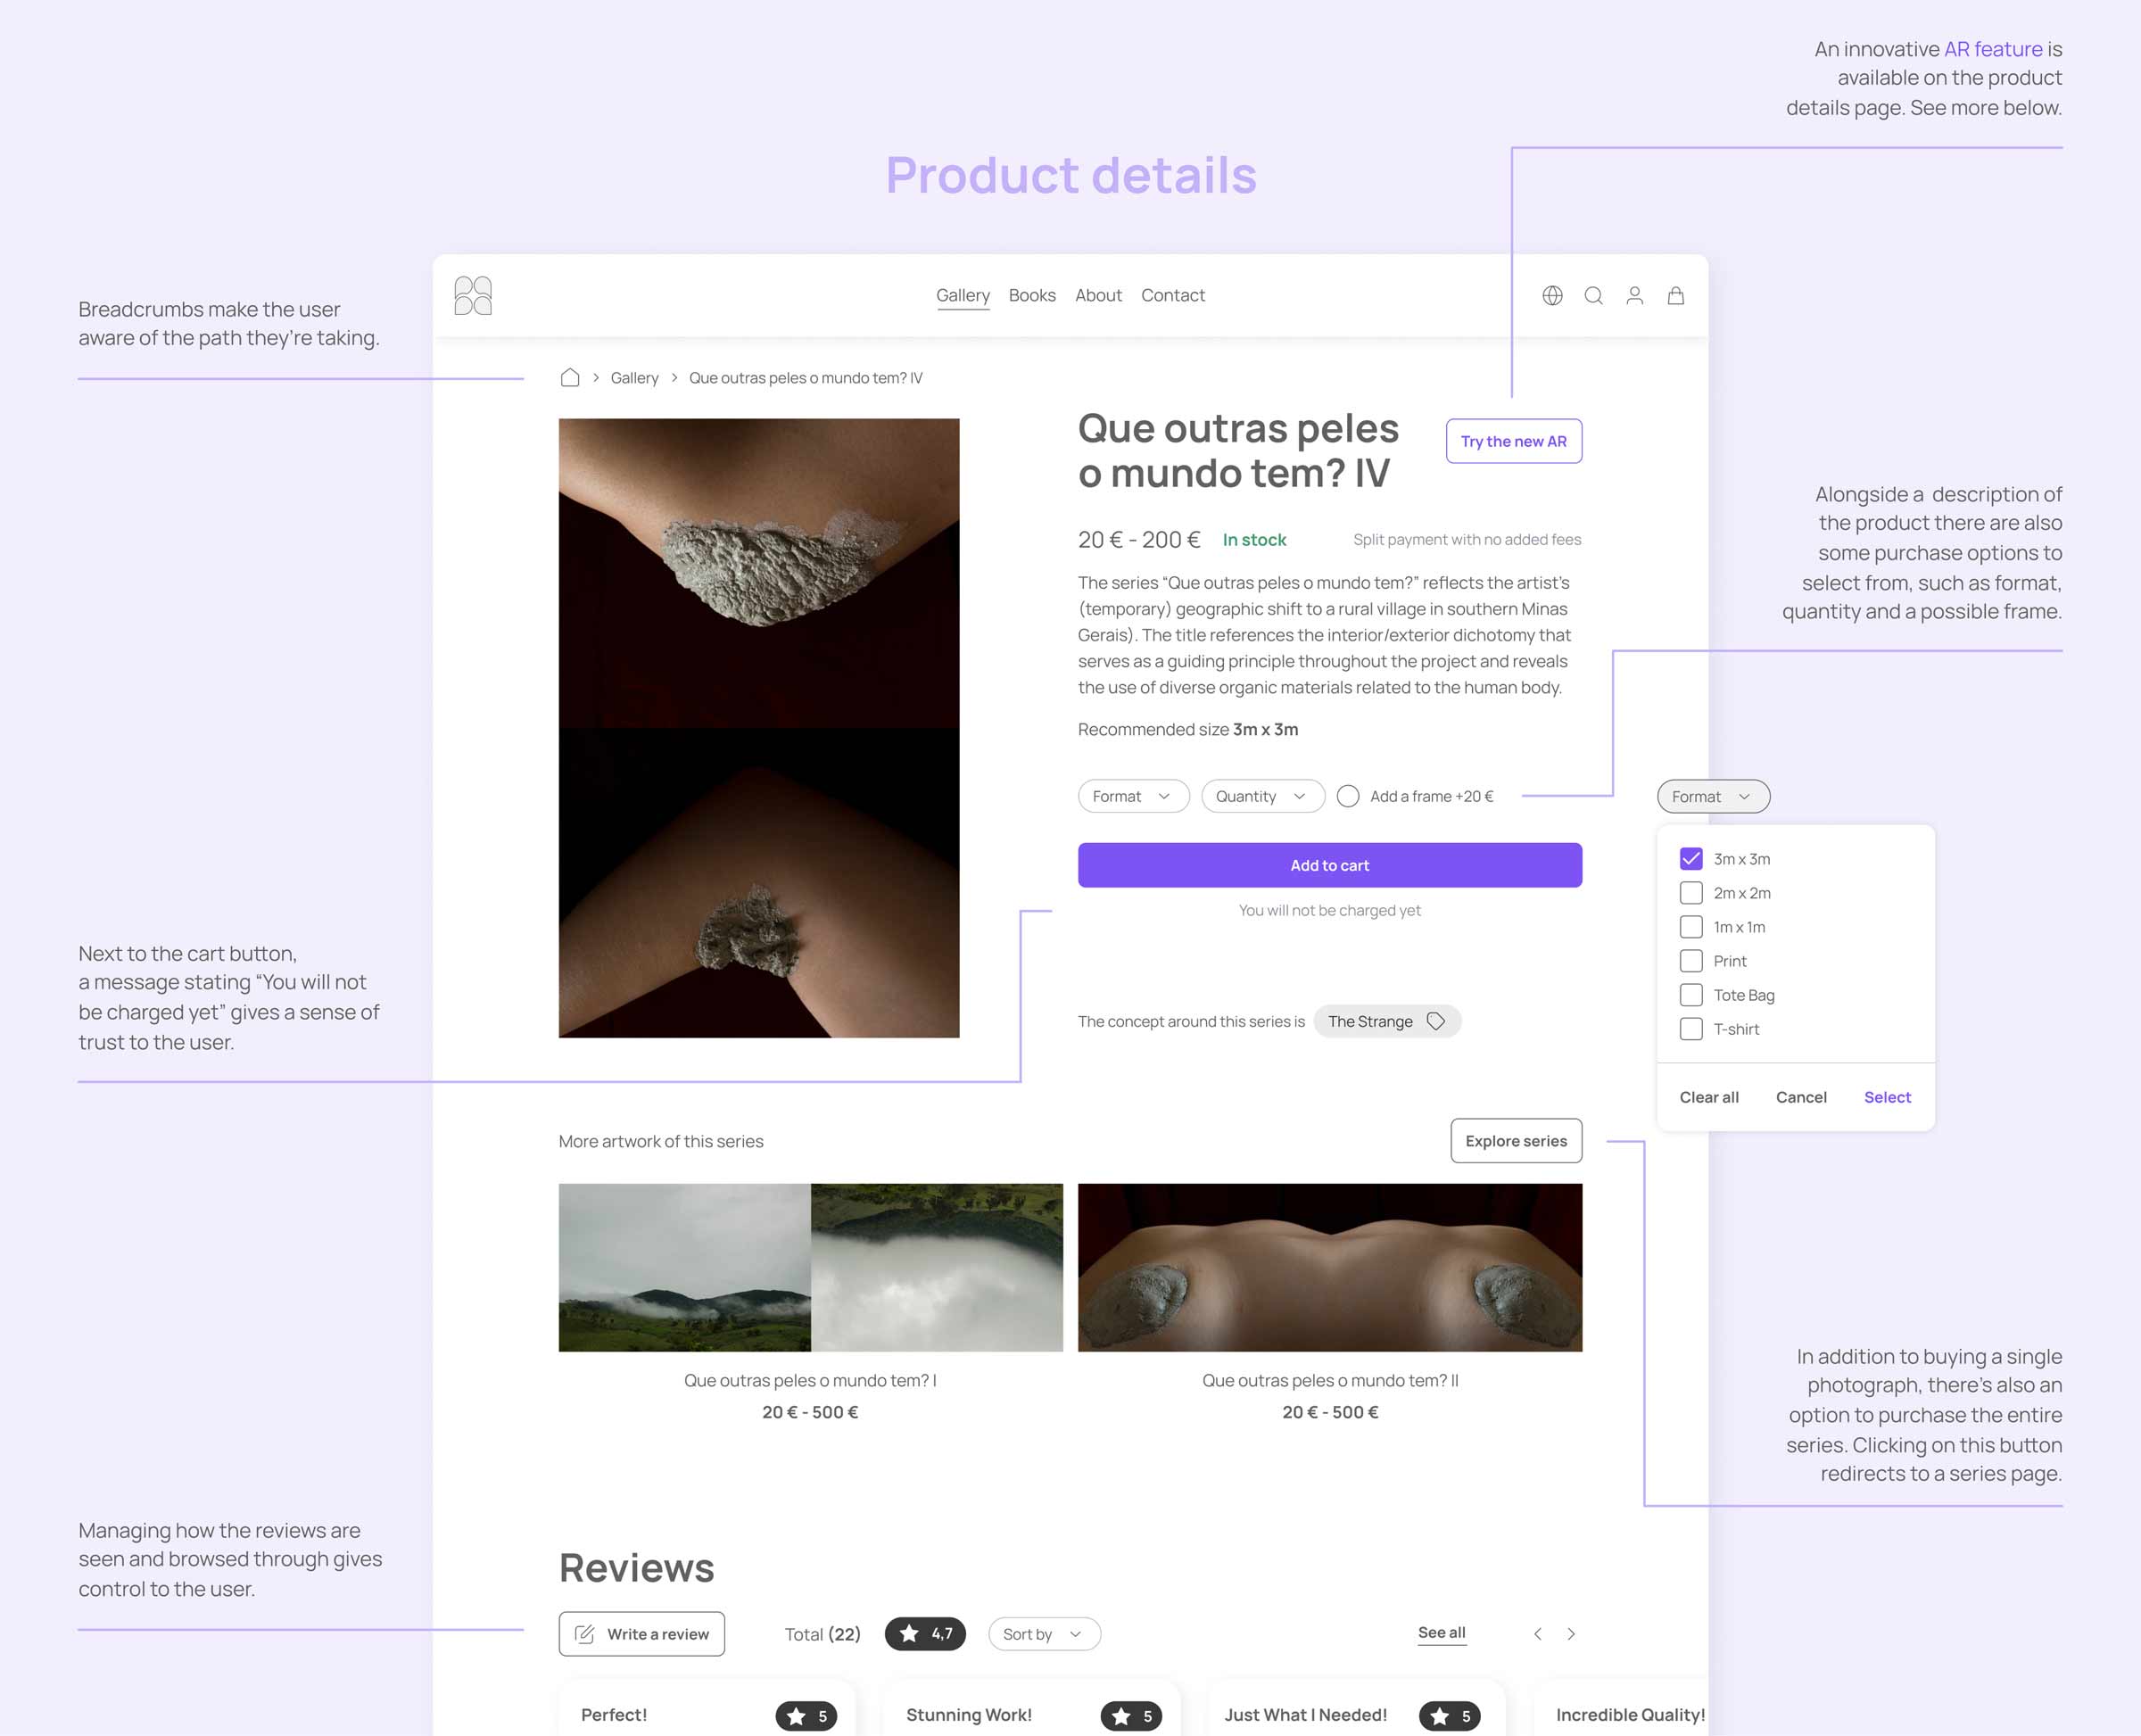 An innovative AR feature is
available on the product
details page. See more below.
Product details
Breadcrumbs make the user
aware of the path they’re taking.
Gallery Books About Contact
Gallery > Que outras peles o mundo tem? IV
Que outras peles
o mundo tem? IV
Try the new AR
20 € - 200 € In stock Split payment with no added fees
The series “Que outras peles o mundo tem?” reflects the artist’s
(temporary) geographic shift to a rural village in southern Minas
Gerais). The title references the interior/exterior dichotomy that
serves as a guiding principle throughout the project and reveals
the use of diverse organic materials related to the human body.
Recommended size 3m x 3m
Format Quantity Add a frame +20 €
Add to cart
You will not be charged yet
The concept around this series is The Strange
Alongside a  description of
the product there are also
some purchase options to
select from, such as format,
quantity and a possible frame.
Format
3m x 3m
2m x 2m
1m x 1m
Print
Tote Bag
T-shirt
Clear all Cancel Select
Next to the cart button,
a message stating “You will not
be charged yet” gives a sense of
trust to the user.
More artwork of this series
Explore series
Que outras peles o mundo tem? I
20 € - 500 €
Que outras peles o mundo tem? II
20 € - 500 €
In addition to buying a single
photograph, there’s also an
option to purchase the entire
series. Clicking on this button
redirects to a series page.
Managing how the reviews are
seen and browsed through gives
control to the user.
Reviews
Write a review Total (22) 4,7 Sort by See all
Perfect! 5
Stunning Work! 5
Just What I Needed! 5
Incredible Quality!